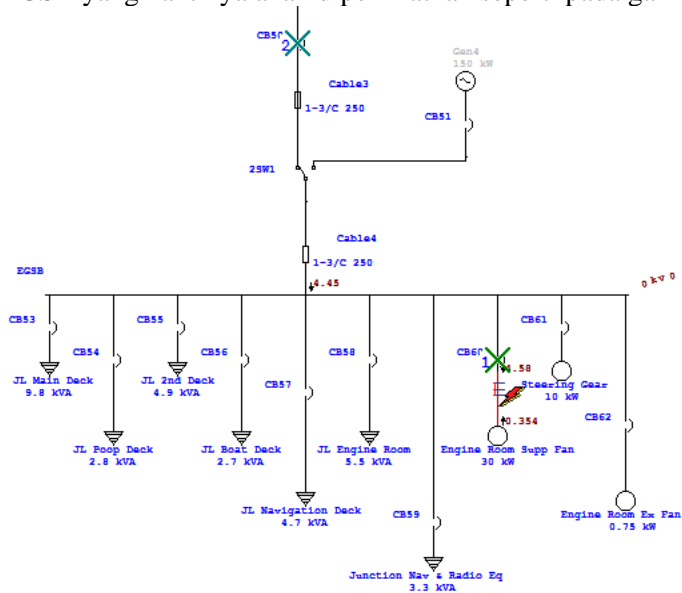 CB50
2
Gen4
150 kW
Cable3
1-3/C 250
CB51
2SW1
Cable4
1-3/C 250
EGSB
4.45
0 kV 0
CB53
CB55
CB61
CB54
CB56
CB58
CB60
1
4.58
JL Main Deck
9.8 kVA
JL 2nd Deck
4.9 kVA
CB57
Steering Gear
10 kW
CB62
0.354
JL Poop Deck
2.8 kVA
JL Boat Deck
2.7 kVA
JL Engine Room
5.5 kVA
Engine Room Supp Fan
30 kW
JL Navigation Deck
4.7 kVA
CB59
Engine Room Ex Fan
0.75 kW
Junction Nav & Radio Eq
3.3 kVA